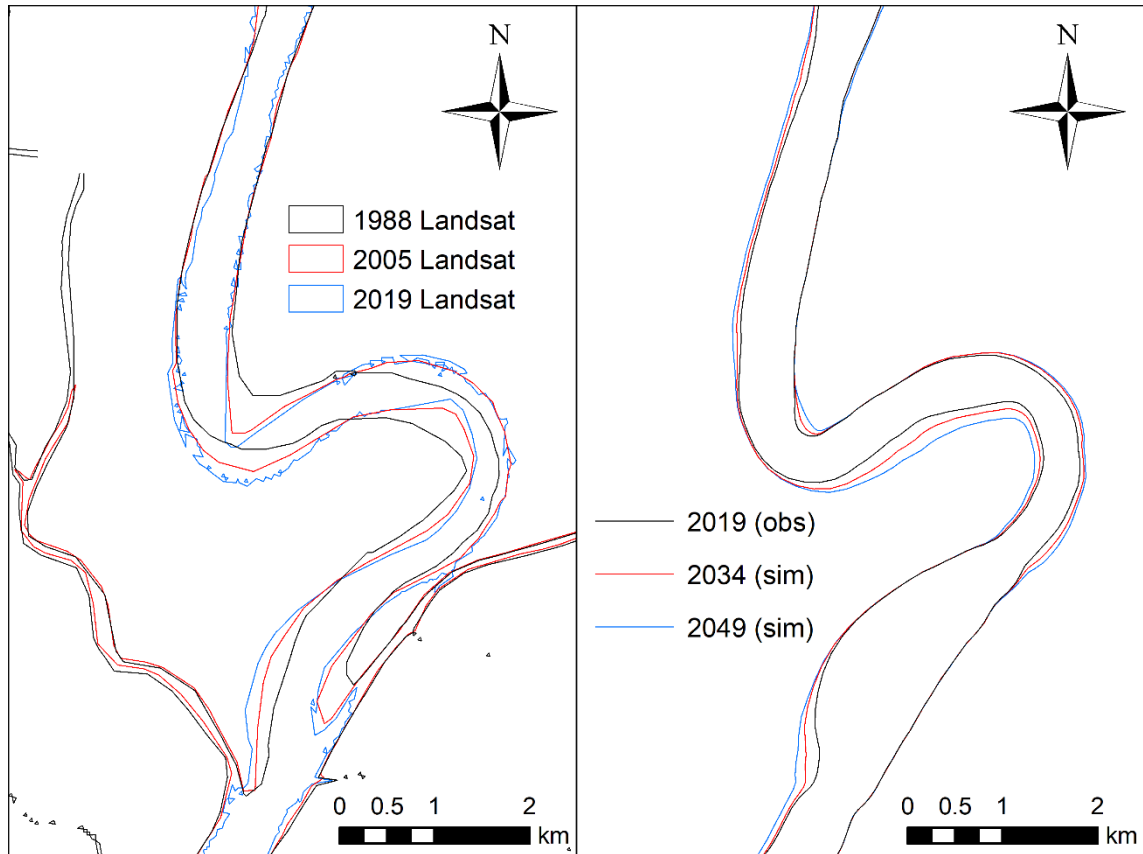 N
1988 Landsat
2005 Landsat
2019 Landsat
0 0.5 1 2
km
N
2019 (obs)
2034 (sim)
2049 (sim)
0 0.5 1 2
km